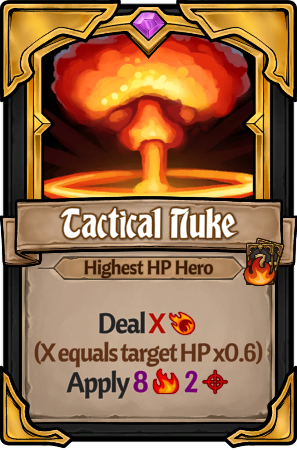 Tactical Nuke
Highest HP Hero
Deal X
(X equals target HP x0.6)
Apply 8 2